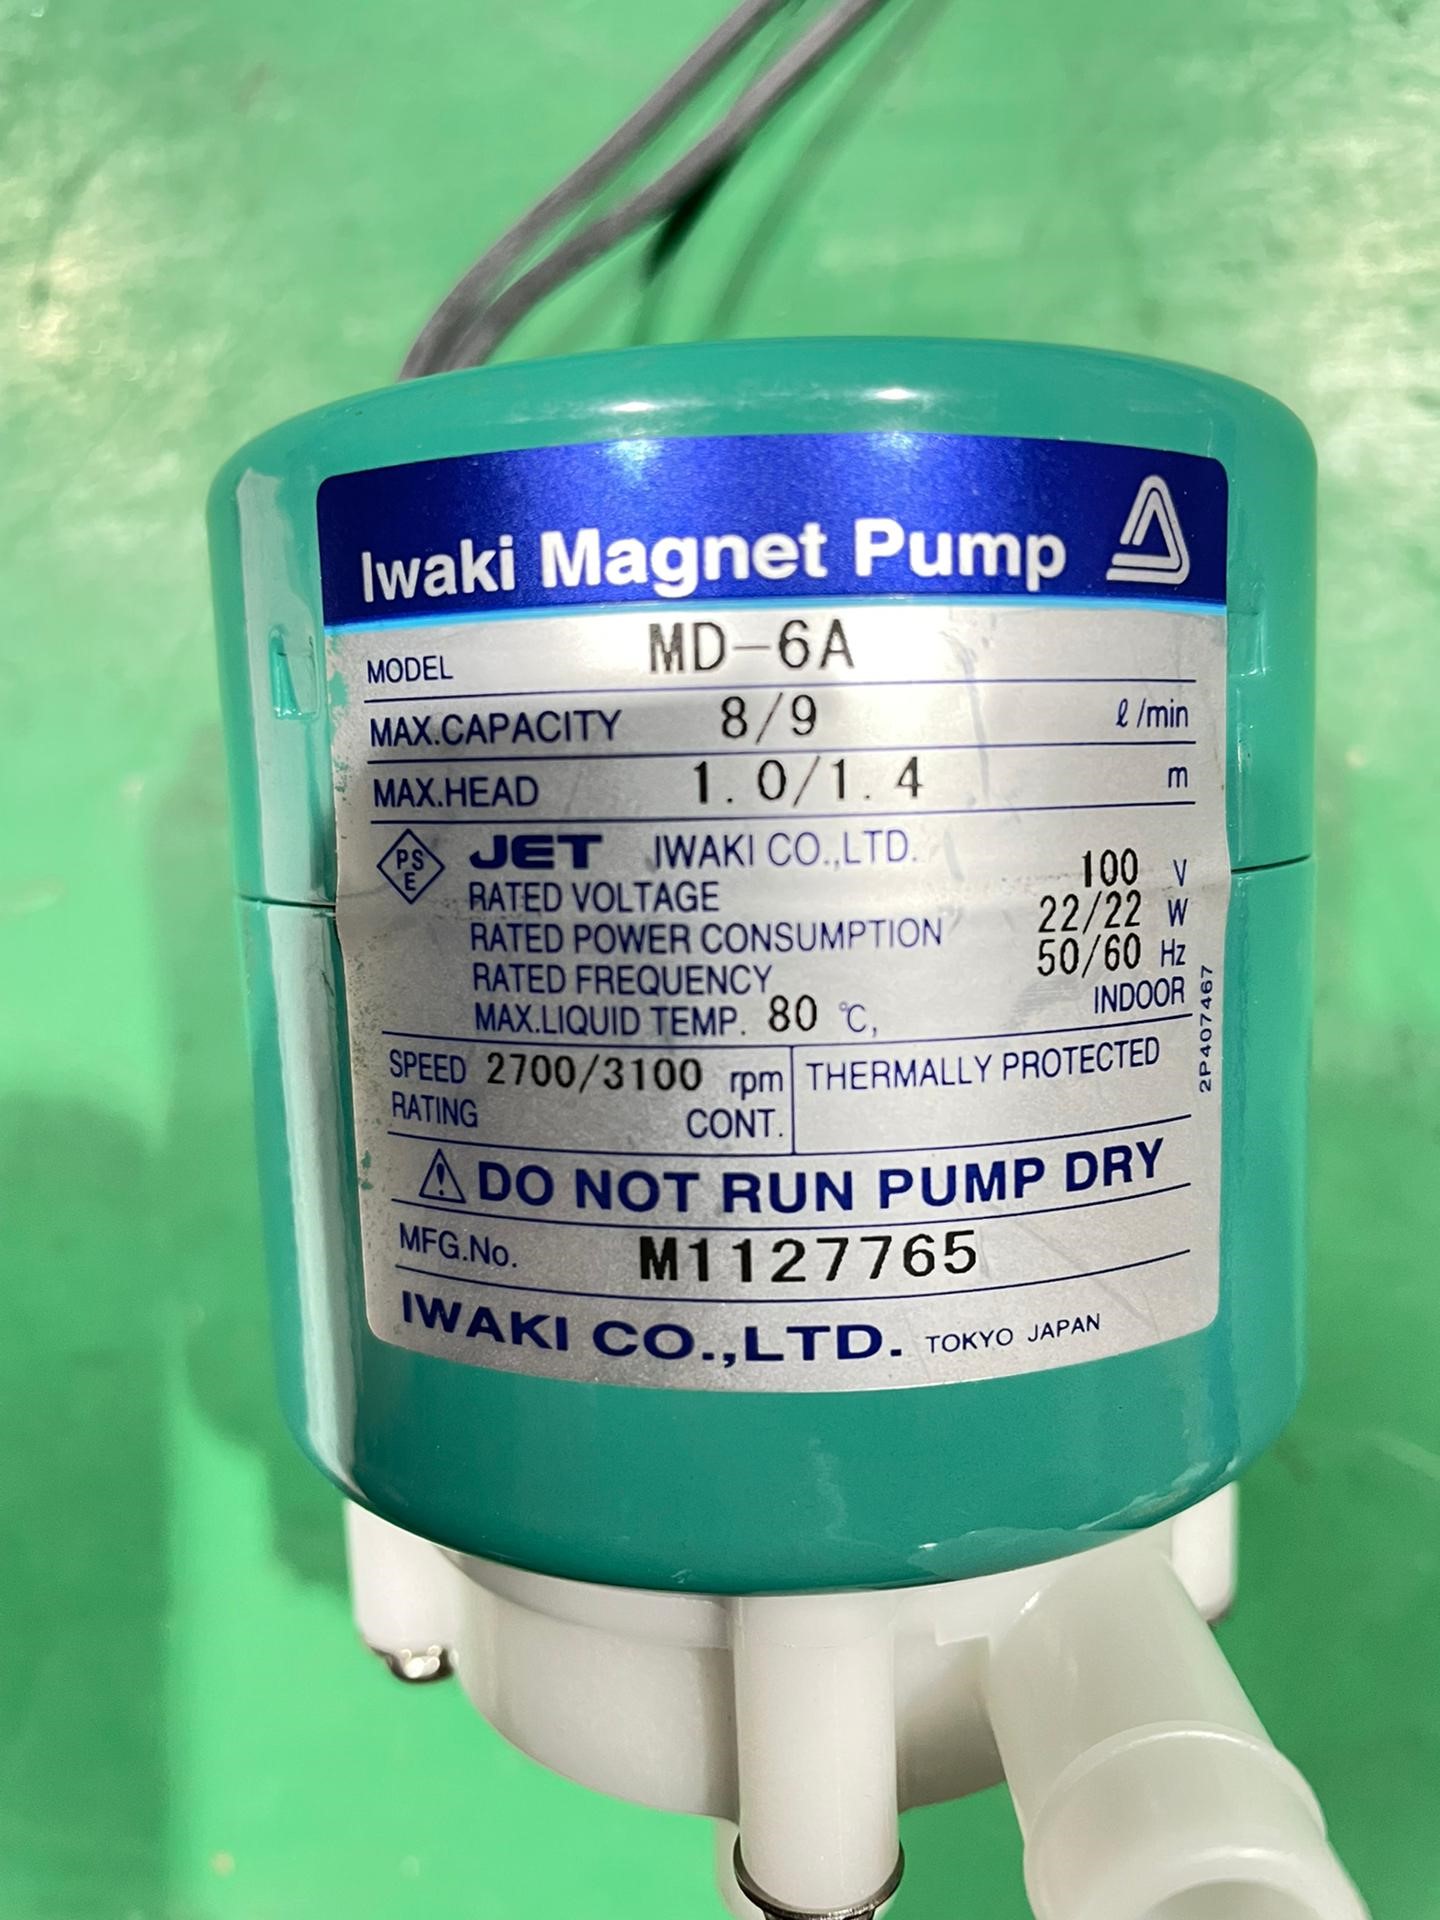 Iwaki Magnet Pump
MODEL MD-6A
MAX.CAPACITY 8/9 ℓ/min
MAX.HEAD 1.0/1.4 m
PSE JET IWAKI CO.,LTD.
RATED VOLTAGE 100 V
RATED POWER CONSUMPTION 22/22 W
RATED FREQUENCY 50/60 Hz
MAX.LIQUID TEMP. 80 ℃, INDOOR
2P407467
SPEED 2700/3100 rpm THERMALLY PROTECTED
RATING CONT.
DO NOT RUN PUMP DRY
MFG.No. M1127765
IWAKI CO.,LTD. TOKYO JAPAN